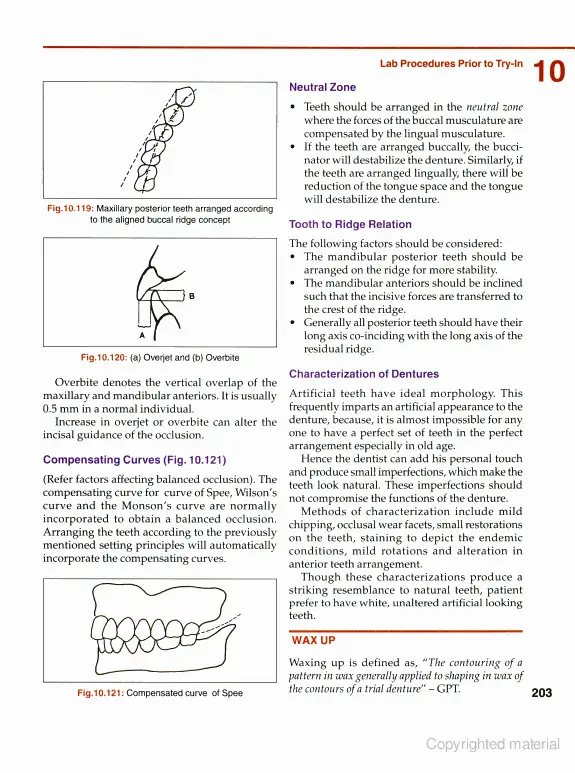 Lab Procedures Prior to Try-In 10
Fig.10.119: Maxillary posterior teeth arranged according
to the aligned buccal ridge concept
B
A
Fig.10.120: (a) Overjet and (b) Overbite
Overbite denotes the vertical overlap of the
maxillary and mandibular anteriors. It is usually
0.5 mm in a normal individual.
Increase in overjet or overbite can alter the
incisal guidance of the occlusion.
Compensating Curves (Fig. 10.121)
(Refer factors affecting balanced occlusion). The
compensating curve for curve of Spee, Wilson's
curve and the Monson's curve are normally
incorporated to obtain a balanced occlusion.
Arranging the teeth according to the previously
mentioned setting principles will automatically
incorporate the compensating curves.
Fig.10.121: Compensated curve of Spee
Neutral Zone
• Teeth should be arranged in the neutral zone
where the forces of the buccal musculature are
compensated by the lingual musculature.
• If the teeth are arranged buccally, the bucci-
nator will destabilize the denture. Similarly, if
the teeth are arranged lingually, there will be
reduction of the tongue space and the tongue
will destabilize the denture.
Tooth to Ridge Relation
The following factors should be considered:
• The mandibular posterior teeth should be
arranged on the ridge for more stability.
• The mandibular anteriors should be inclined
such that the incisive forces are transferred to
the crest of the ridge.
• Generally all posterior teeth should have their
long axis co-inciding with the long axis of the
residual ridge.
Characterization of Dentures
Artificial teeth have ideal morphology. This
frequently imparts an artificial appearance to the
denture, because, it is almost impossible for any
one to have a perfect set of teeth in the perfect
arrangement especially in old age.
Hence the dentist can add his personal touch
and produce small imperfections, which make the
teeth look natural. These imperfections should
not compromise the functions of the denture.
Methods of characterization include mild
chipping, occlusal wear facets, small restorations
on the teeth, staining to depict the endemic
conditions, mild rotations and alteration in
anterior teeth arrangement.
Though these characterizations produce a
striking resemblance to natural teeth, patient
prefer to have white, unaltered artificial looking
teeth.
WAX UP
Waxing up is defined as, "The contouring of a
pattern in wax generally applied to shaping in wax of
the contours of a trial denture" – GPT.
203
Copyrighted material